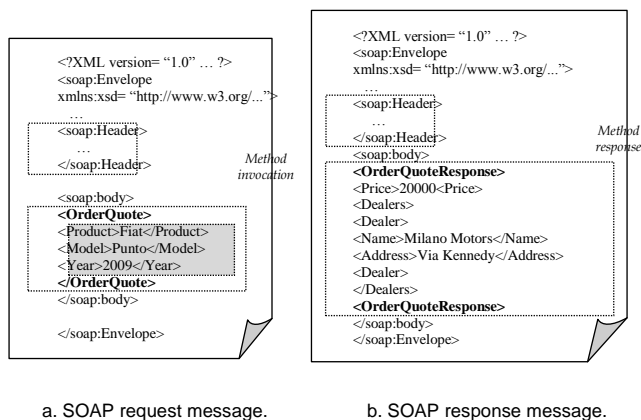 <?XML version= “1.0” … ?>
<soap:Envelope
xmlns:xsd= “http://www.w3.org/...”>
…
<soap:Header>
…
</soap:Header>
Method
invocation
<soap:body>
<OrderQuote>
<Product>Fiat</Product>
<Model>Punto</Model>
<Year>2009</Year>
</OrderQuote>
</soap:body>
</soap:Envelope>
a. SOAP request message.
<?XML version= “1.0” … ?>
<soap:Envelope
xmlns:xsd= “http://www.w3.org/...”>
…
<soap:Header>
…
</soap:Header>
Method
response
<soap:body>
<OrderQuoteResponse>
<Price>20000<Price>
<Dealers>
<Dealer>
<Name>Milano Motors</Name>
<Address>Via Kennedy</Address>
<Dealer>
</Dealers>
<OrderQuoteResponse>
</soap:body>
</soap:Envelope>
b. SOAP response message.